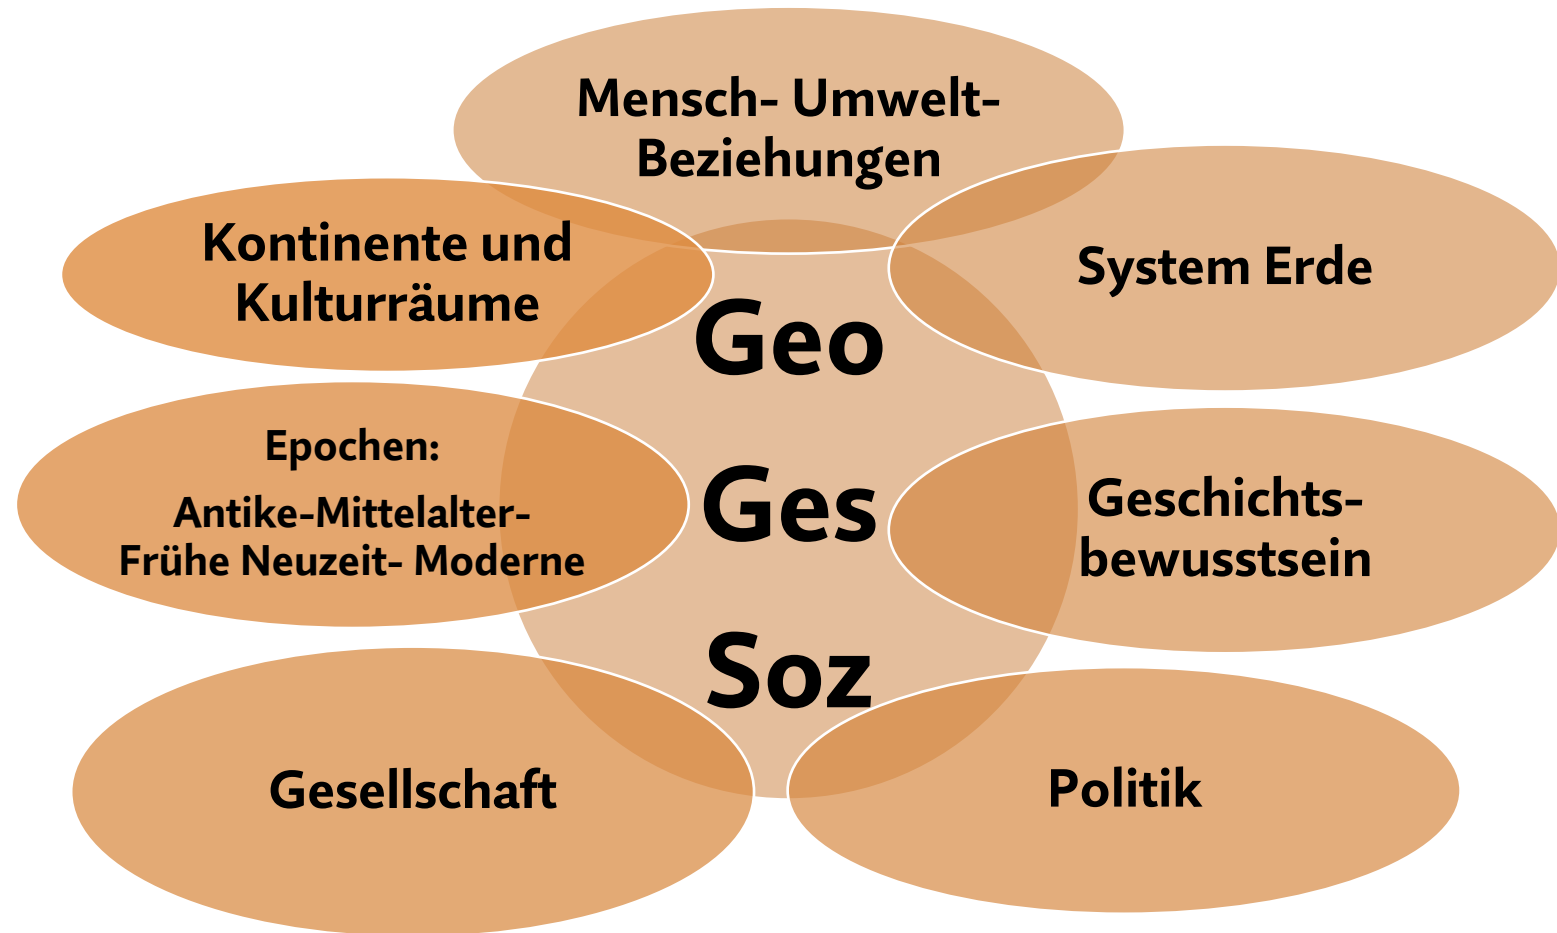 Mensch- Umwelt-
Beziehungen
Kontinente und
Kulturräume
System Erde
Geo
Epochen:
Antike-Mittelalter-
Frühe Neuzeit- Moderne
Ges
Geschichts-
bewusstsein
Soz
Gesellschaft
Politik